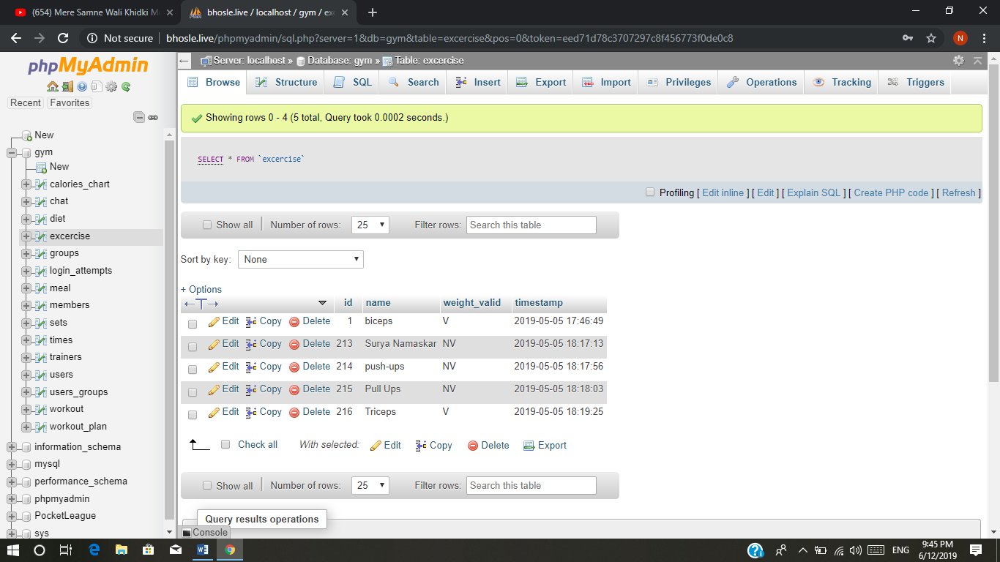 (654) Mere Samne Wali Khidki M
bhosle.live / localhost / gym / exc
Not secure | bhosle.live/phpmyadmin/sql.php?server=1&db=gym&table=excercise&pos=0&token=eed71d78c3707297c8f456773f0de0c8
N
phpMyAdmin
Recent Favorites
New
gym
New
calories_chart
chat
diet
excercise
groups
login_attempts
meal
members
sets
times
trainers
users
users_groups
workout
workout_plan
information_schema
mysql
performance_schema
phpmyadmin
PocketLeague
sys
Server: localhost » Database: gym » Table: excercise
Browse Structure SQL Search Insert Export Import Privileges Operations Tracking Triggers
Showing rows 0 - 4 (5 total, Query took 0.0002 seconds.)
SELECT * FROM `excercise`
Profiling [ Edit inline ] [ Edit ] [ Explain SQL ] [ Create PHP code ] [ Refresh ]
Show all | Number of rows: 25 Filter rows: Search this table
Sort by key: None
+ Options
←T→ id name weight_valid timestamp
Edit Copy Delete 1 biceps V 2019-05-05 17:46:49
Edit Copy Delete 213 Surya Namaskar NV 2019-05-05 18:17:13
Edit Copy Delete 214 push-ups NV 2019-05-05 18:17:56
Edit Copy Delete 215 Pull Ups NV 2019-05-05 18:18:03
Edit Copy Delete 216 Triceps V 2019-05-05 18:19:25
Check all With selected: Edit Copy Delete Export
Show all | Number of rows: 25 Filter rows: Search this table
Query results operations
Console
ENG
9:45 PM
6/12/2019